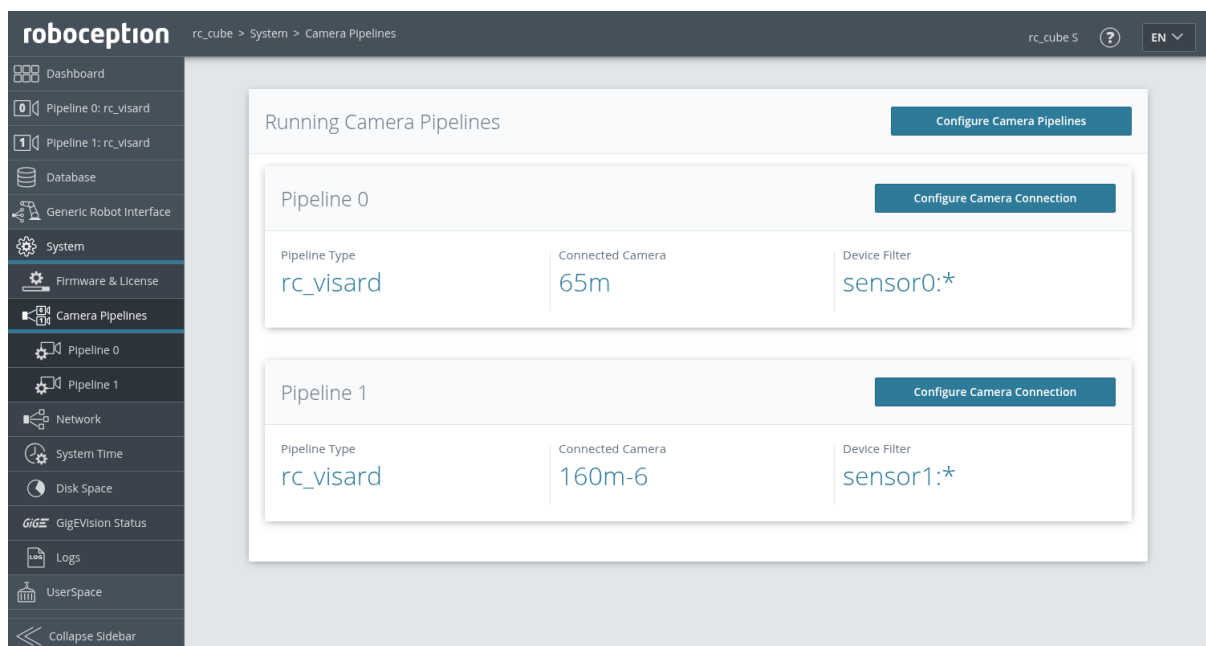 roboception
rc_cube > System > Camera Pipelines
rc_cube S
?
EN
Dashboard
0 Pipeline 0: rc_visard
1 Pipeline 1: rc_visard
Database
Generic Robot Interface
System
Firmware & License
0 1 Camera Pipelines
Pipeline 0
Pipeline 1
Network
System Time
Disk Space
GiGE GigEVision Status
LOG Logs
UserSpace
Collapse Sidebar
Running Camera Pipelines
Configure Camera Pipelines
Pipeline 0
Configure Camera Connection
Pipeline Type
rc_visard
Connected Camera
65m
Device Filter
sensor0:*
Pipeline 1
Configure Camera Connection
Pipeline Type
rc_visard
Connected Camera
160m-6
Device Filter
sensor1:*